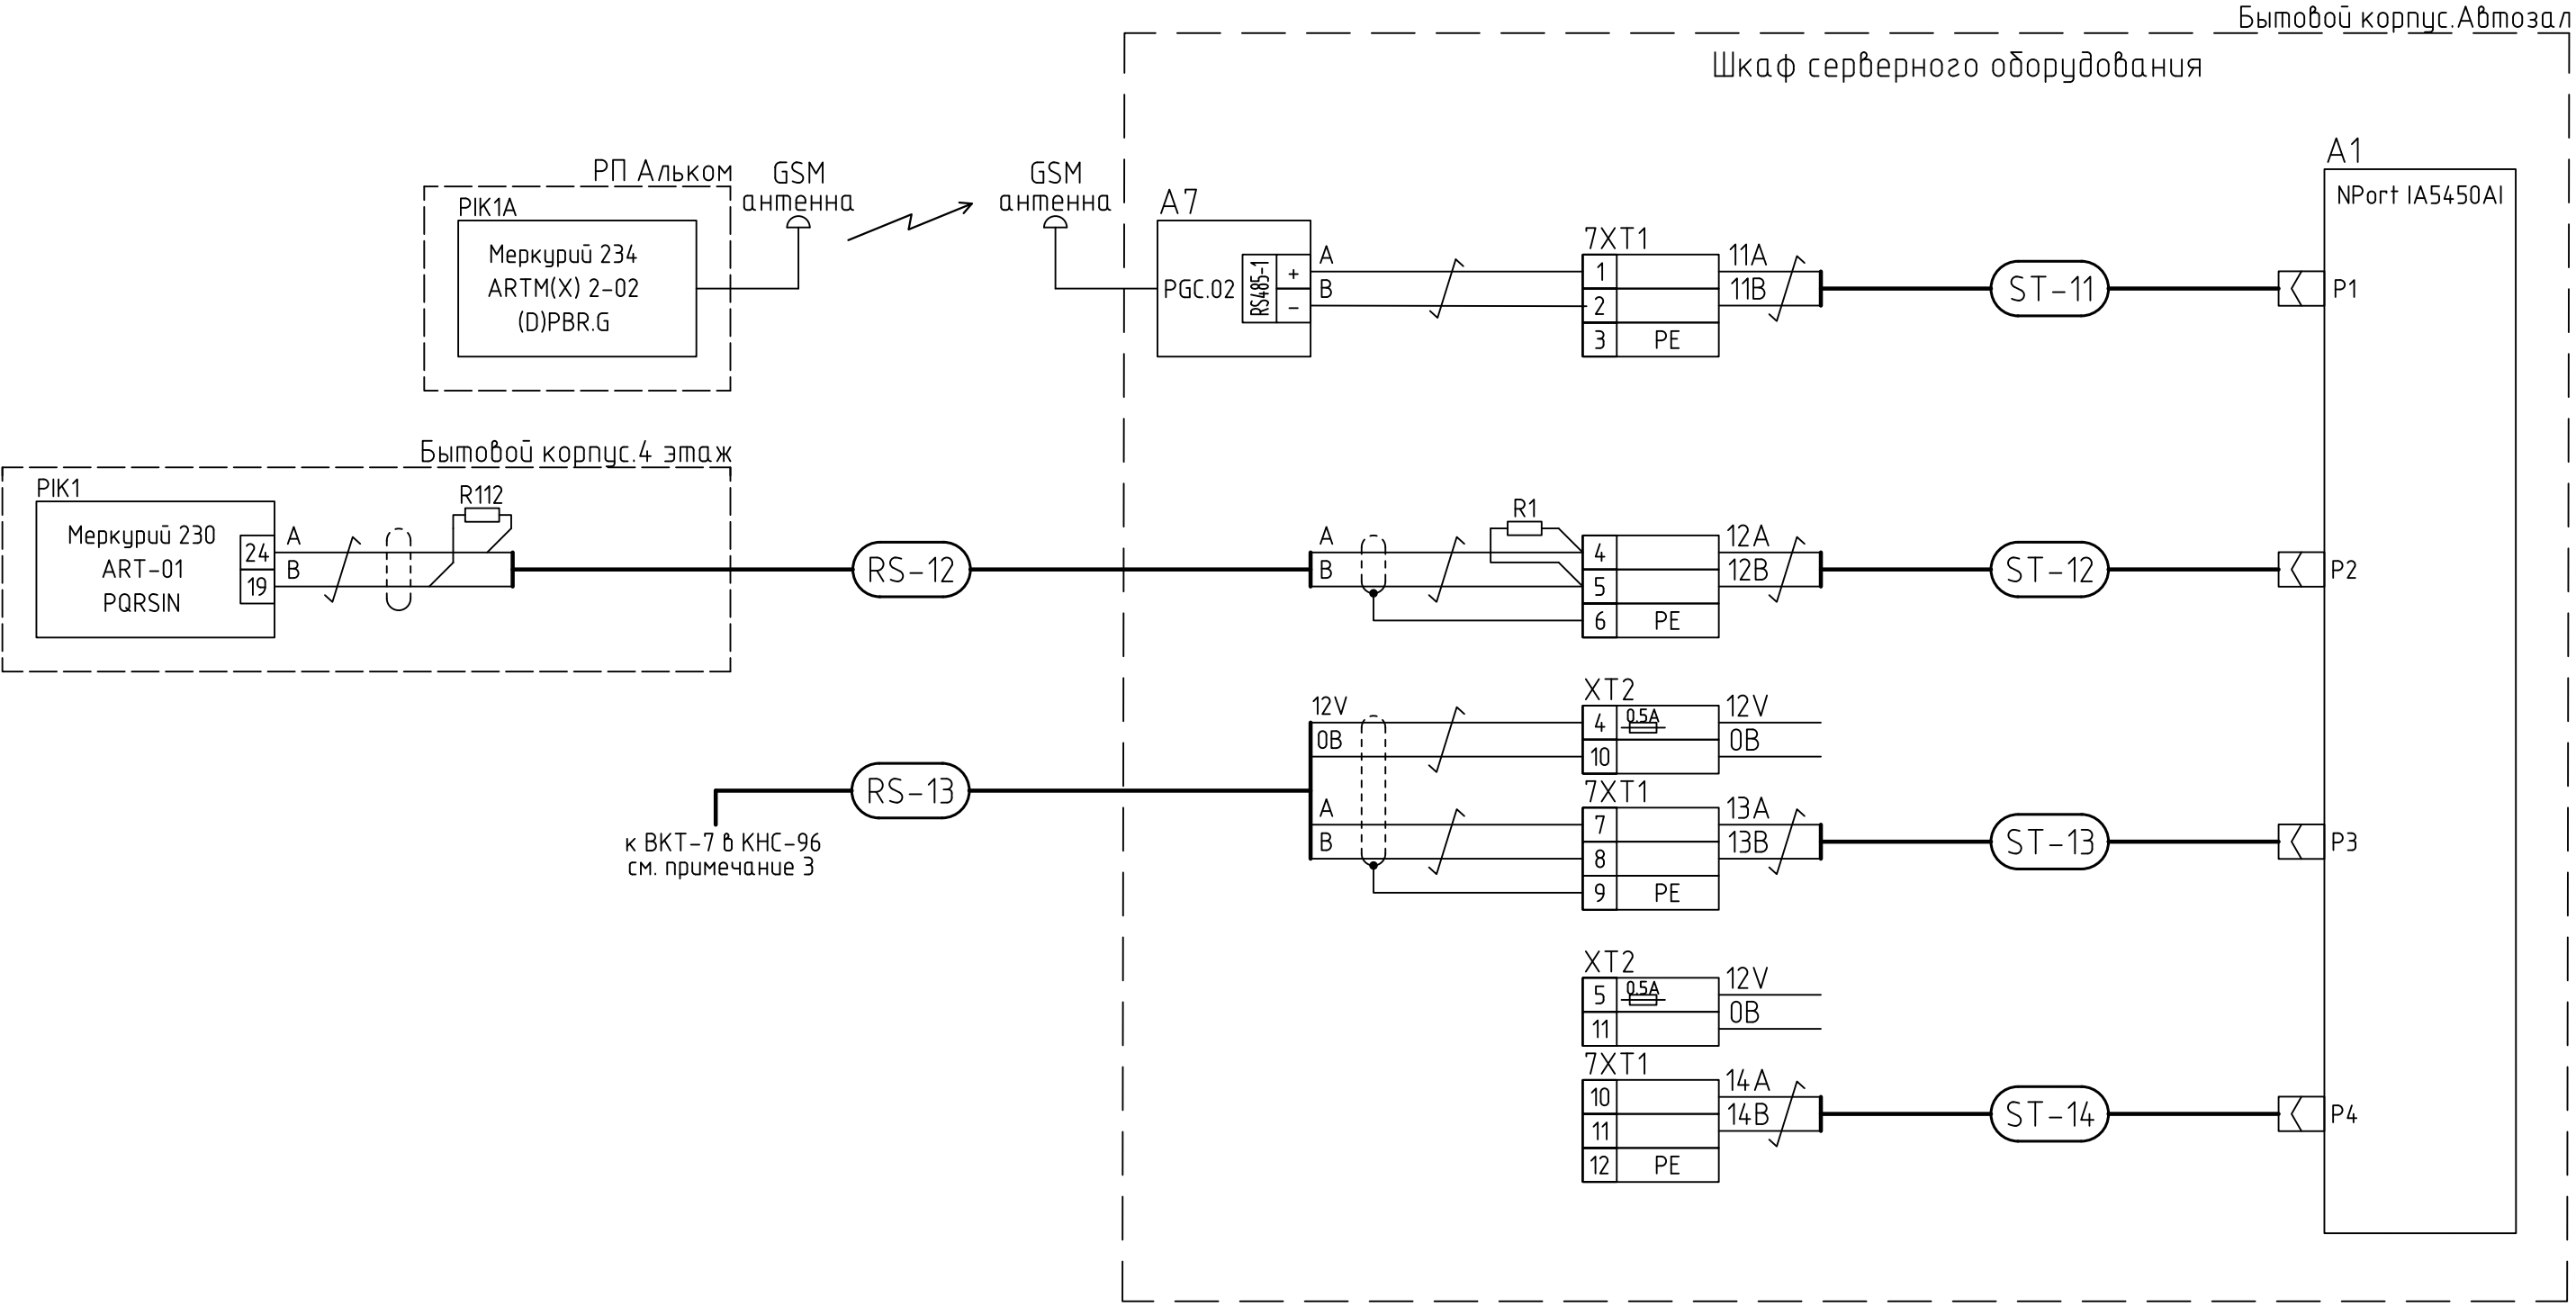 Бытовой корпус.Автозал
Шкаф серверного оборудования
А1
NPort IA5450AI
РП Альком
PIK1A
Меркурий 234
ARTM(X) 2-02
(D)PBR.G
GSM
антенна
GSM
антенна
А7
PGC.02
RS485-1
+
-
A
B
7XT1
1
2
3 PE
11A
11B
ST-11
P1
Бытовой корпус.4 этаж
PIK1
Меркурий 230
ART-01
PQRSIN
24
19
A
B
R112
RS-12
A
B
R1
4
5
6 PE
12A
12B
ST-12
P2
12V
0В
XT2
4 0.5A
10
12V
0В
RS-13
к ВКТ-7 в КНС-96
см. примечание 3
A
B
7XT1
7
8
9 PE
13A
13B
ST-13
P3
XT2
5 0.5A
11
12V
0В
7XT1
10
11
12 PE
14A
14B
ST-14
P4